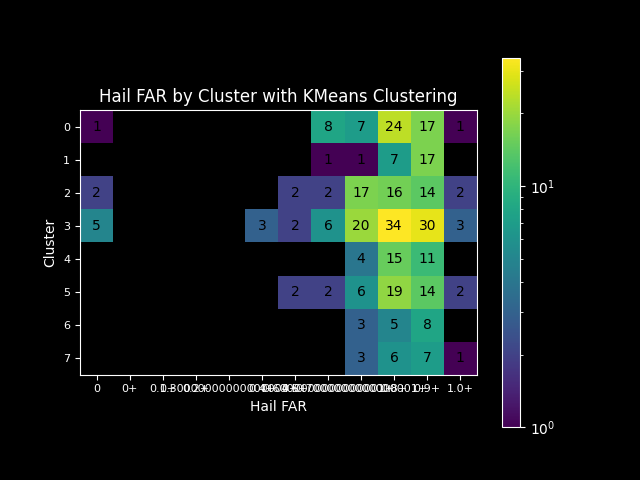 Hail FAR by Cluster with KMeans Clustering
Cluster
0 1 8 7 24 17 1
1 1 1 7 17
2 2 2 2 17 16 14 2
3 5 3 2 6 20 34 30 3
4 4 15 11
5 2 2 6 19 14 2
6 3 5 8
7 3 6 7 1
0 0+ 0.9+ 1.0+
Hail FAR
10¹
10⁰